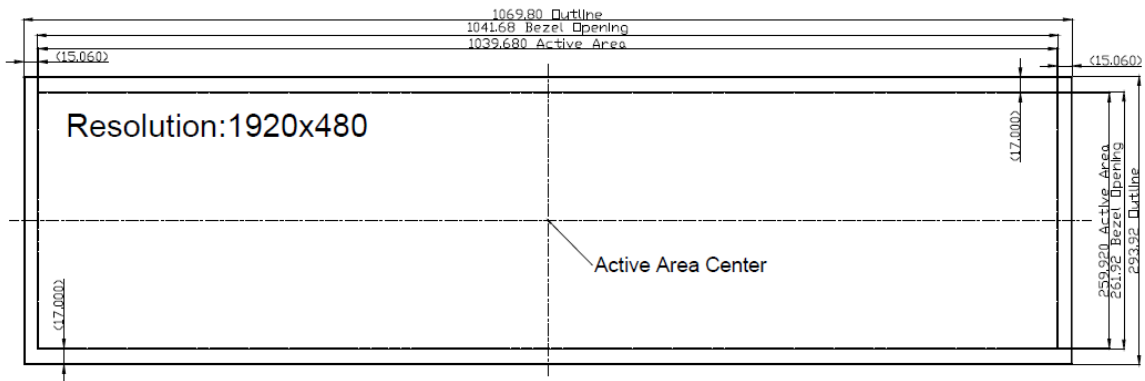 1069.80 Outline
1041.68 Bezel Opening
1039.680 Active Area
(15.060)
(15.060)
Resolution:1920x480
(17.000)
259.920 Active Area
261.92 Bezel Opening
293.92 Outline
Active Area Center
(17.000)